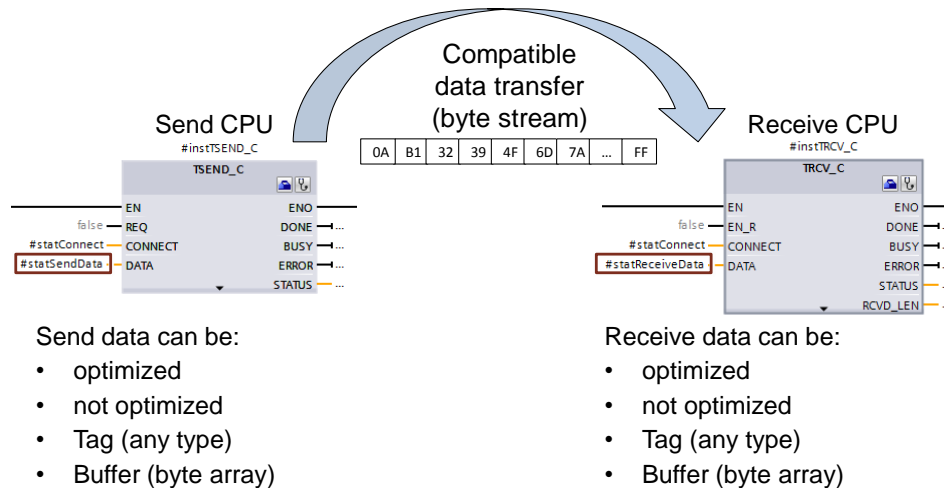 Compatible
data transfer
(byte stream)
Send CPU
Receive CPU
#instTSEND_C
#instTRCV_C
0A B1 32 39 4F 6D 7A ... FF
TSEND_C
EN ENO
false REQ DONE ...
#statConnect CONNECT BUSY ...
#statSendData DATA ERROR ...
STATUS ...
TRCV_C
EN ENO
false EN_R DONE
#statConnect CONNECT BUSY
#statReceiveData DATA ERROR
STATUS
RCVD_LEN
Send data can be:
• optimized
• not optimized
• Tag (any type)
• Buffer (byte array)
Receive data can be:
• optimized
• not optimized
• Tag (any type)
• Buffer (byte array)